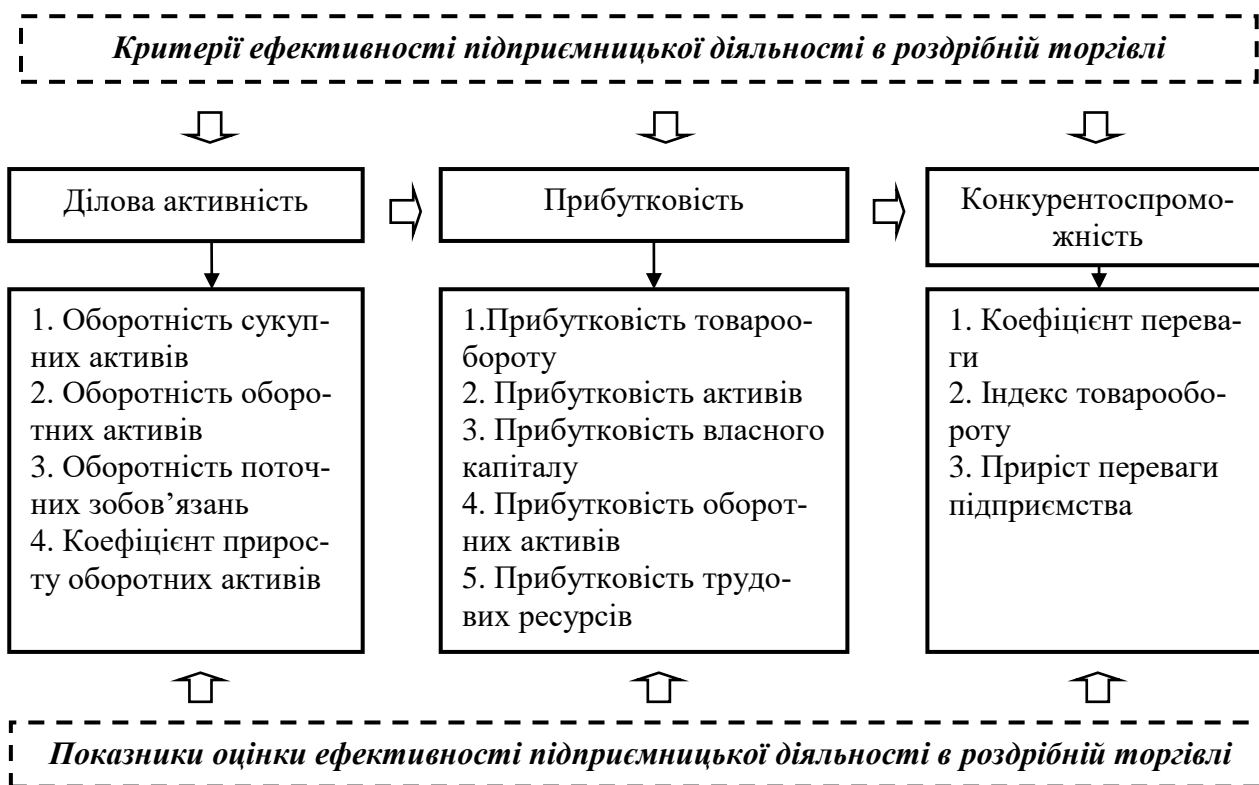 Критерії ефективності підприємницької діяльності в роздрібній торгівлі
Ділова активність
Прибутковість
Конкурентоспромо-
жність
1. Оборотність сукуп-
них активів
2. Оборотність оборо-
тних активів
3. Оборотність поточ-
них зобов’язань
4. Коефіцієнт прирос-
ту оборотних активів
1.Прибутковість товароо-
бороту
2. Прибутковість активів
3. Прибутковість власного
капіталу
4. Прибутковість оборот-
них активів
5. Прибутковість трудо-
вих ресурсів
1. Коефіцієнт перева-
ги
2. Індекс товарообо-
роту
3. Приріст переваги
підприємства
Показники оцінки ефективності підприємницької діяльності в роздрібній торгівлі